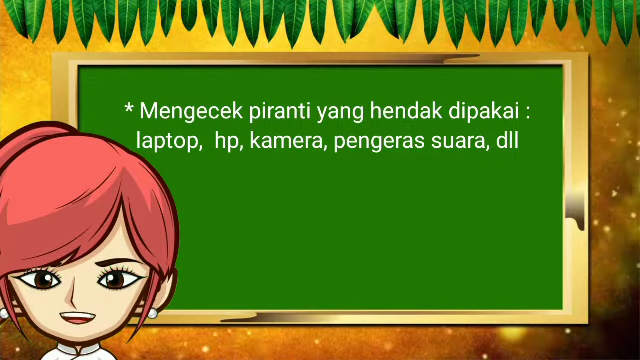 * Mengecek piranti yang hendak dipakai :
laptop,  hp, kamera, pengeras suara, dll